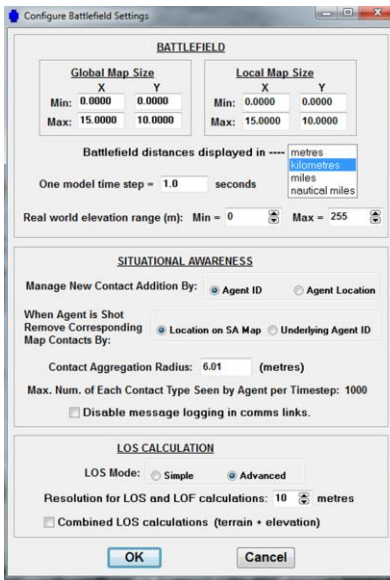 Configure Battlefield Settings
BATTLEFIELD
Global Map Size
X Y
Min: 0.0000 0.0000
Max: 15.0000 10.0000
Local Map Size
X Y
Min: 0.0000 0.0000
Max: 15.0000 10.0000
Battlefield distances displayed in ----
metres
kilometres
miles
nautical miles
One model time step = 1.0 seconds
Real world elevation range (m): Min = 0 Max = 255
SITUATIONAL AWARENESS
Manage New Contact Addition By: Agent ID Agent Location
When Agent is Shot
Remove Corresponding
Map Contacts By:
Location on SA Map Underlying Agent ID
Contact Aggregation Radius: 6.01 (metres)
Max. Num. of Each Contact Type Seen by Agent per Timestep: 1000
Disable message logging in comms links.
LOS CALCULATION
LOS Mode: Simple Advanced
Resolution for LOS and LOF calculations: 10 metres
Combined LOS calculations (terrain + elevation)
OK Cancel